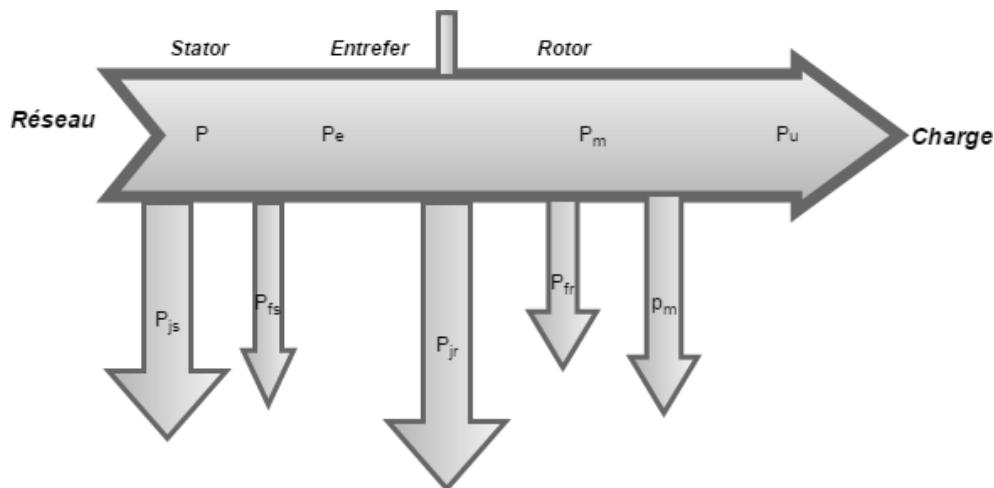 Stator Entrefer Rotor
Réseau P Pe Pm Pu Charge
Pjs Pfs Pjr Pfr pm